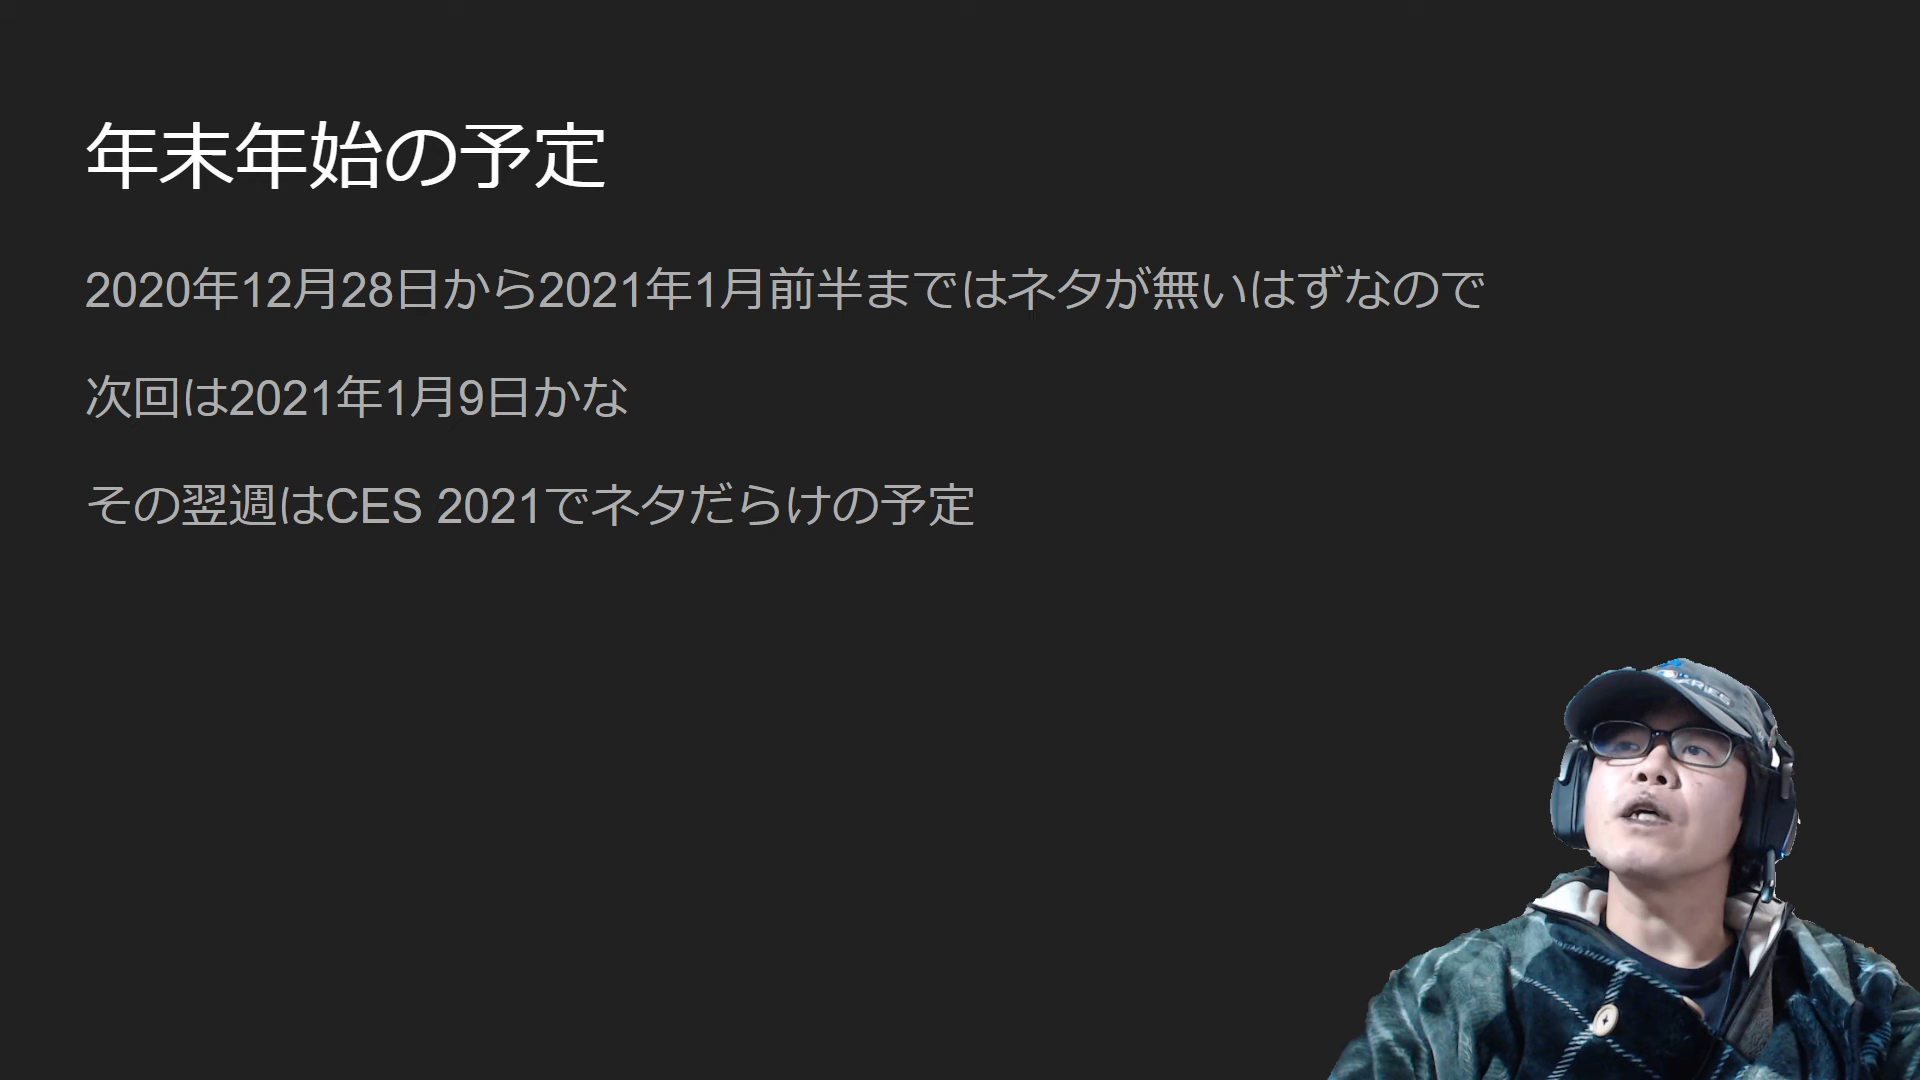 年末年始の予定
2020年12月28日から2021年1月前半まではネタが無いはずなので
次回は2021年1月9日かな
その翌週はCES 2021でネタだらけの予定